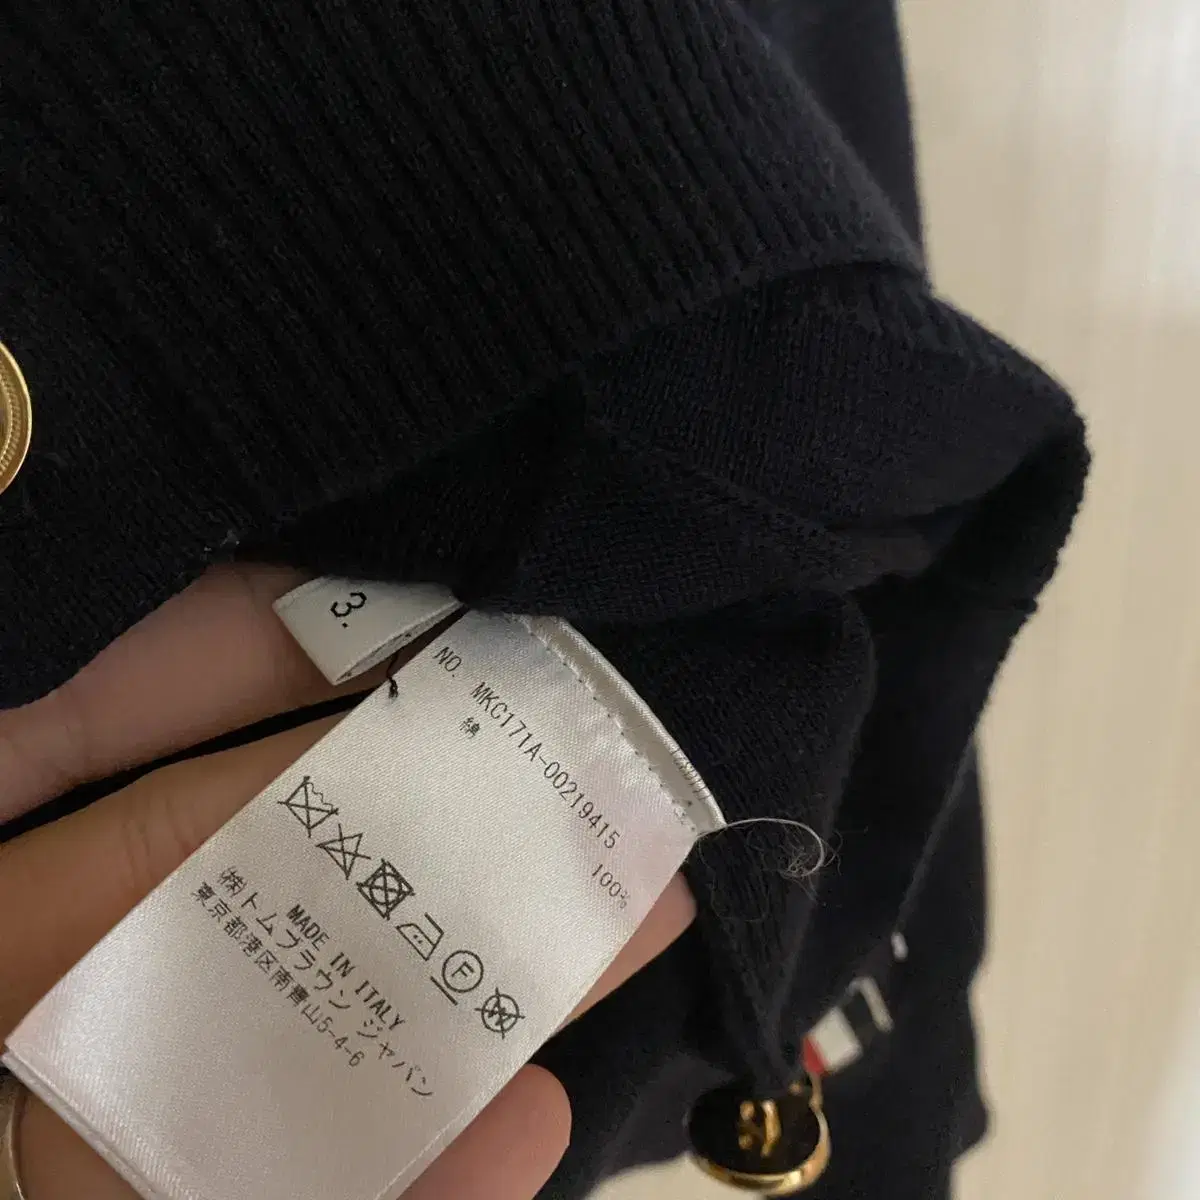 3.
NO. MKC171A-00219415
綿 100%
F
W
MADE IN ITALY
(株)トムブラウン ジャパン
東京都港区南青山5-4-6